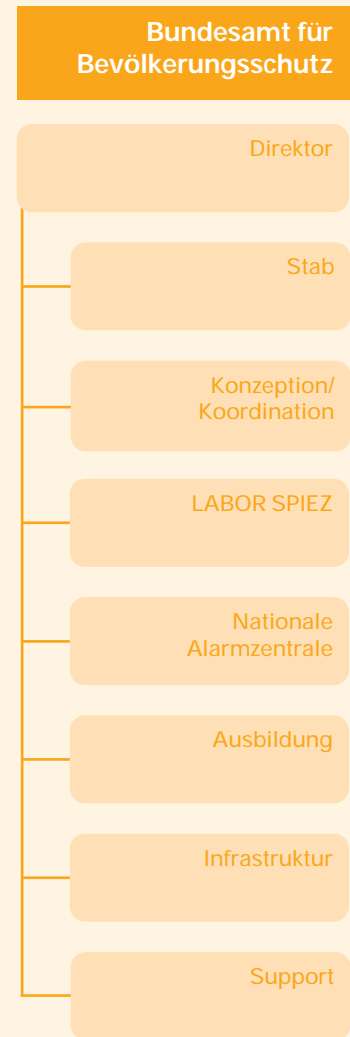 Bundesamt für
Bevölkerungsschutz
Direktor
Stab
Konzeption/
Koordination
LABOR SPIEZ
Nationale
Alarmzentrale
Ausbildung
Infrastruktur
Support